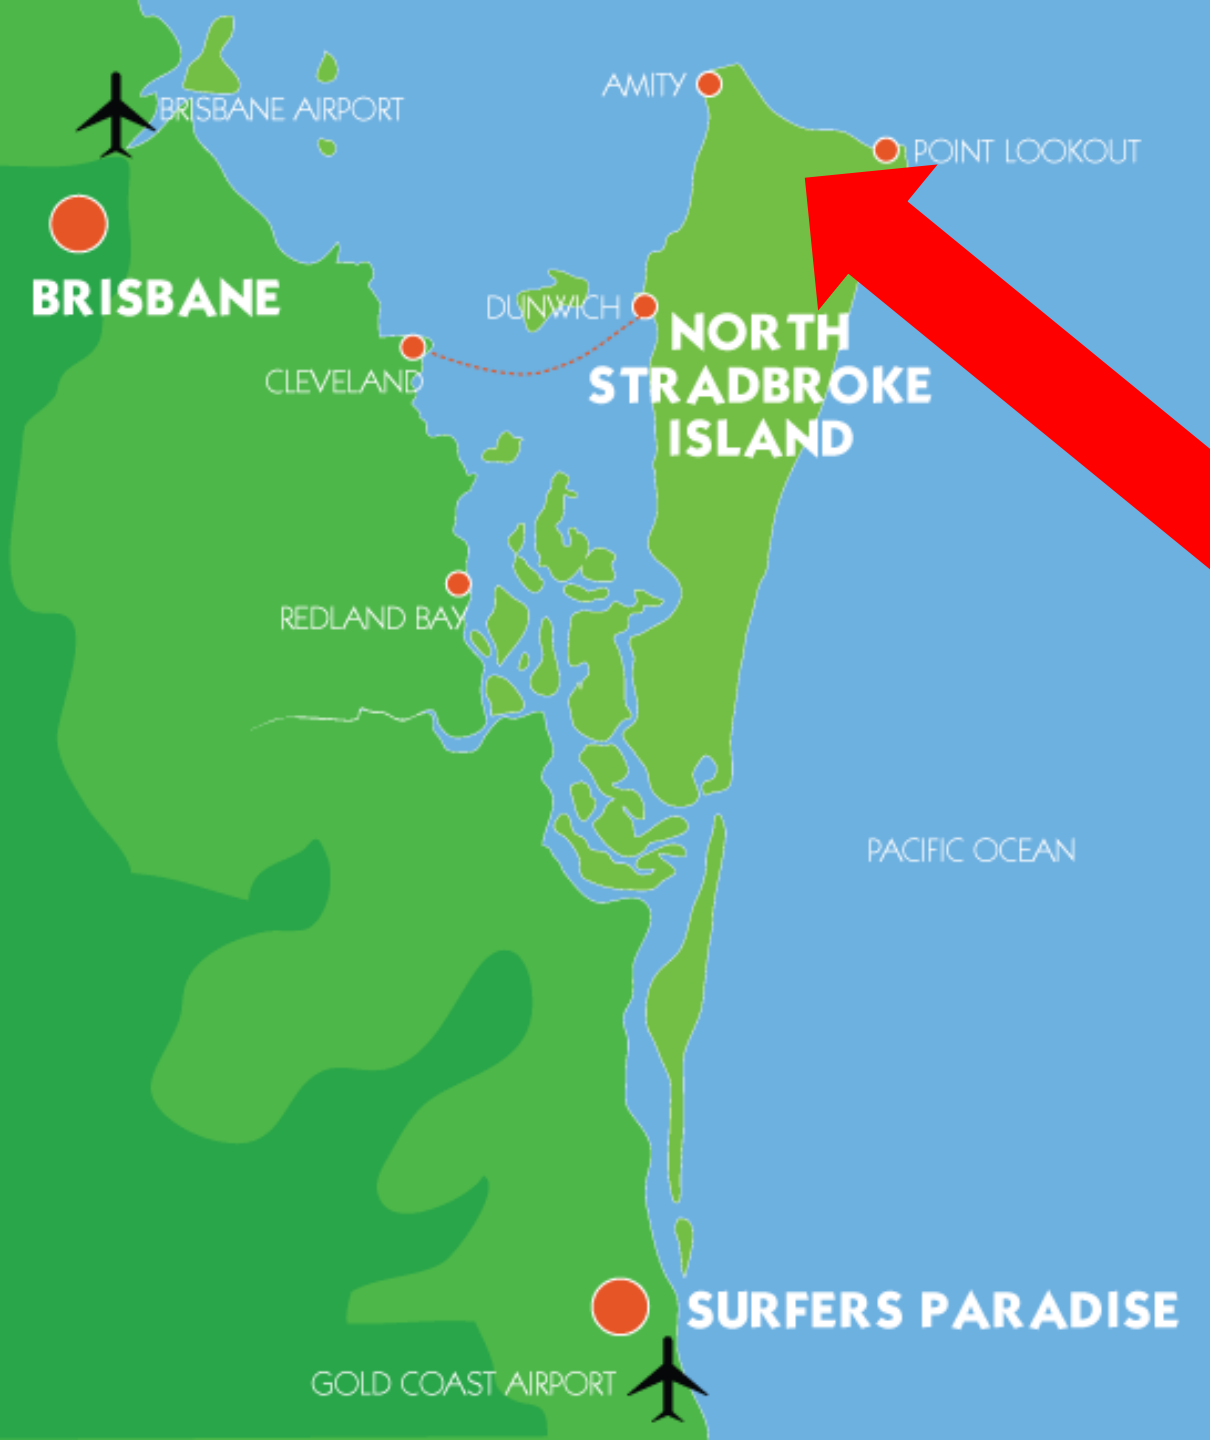 AMITY
BRISBANE AIRPORT
POINT LOOKOUT
BRISBANE
DUNWICH
NORTH
STRADBROKE
ISLAND
CLEVELAND
REDLAND BAY
PACIFIC OCEAN
SURFERS PARADISE
GOLD COAST AIRPORT